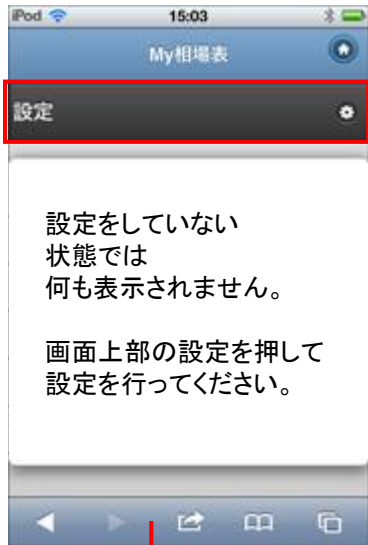 iPod 15:03
My相場表
設定
設定をしていない
状態では
何も表示されません。
画面上部の設定を押して
設定を行ってください。